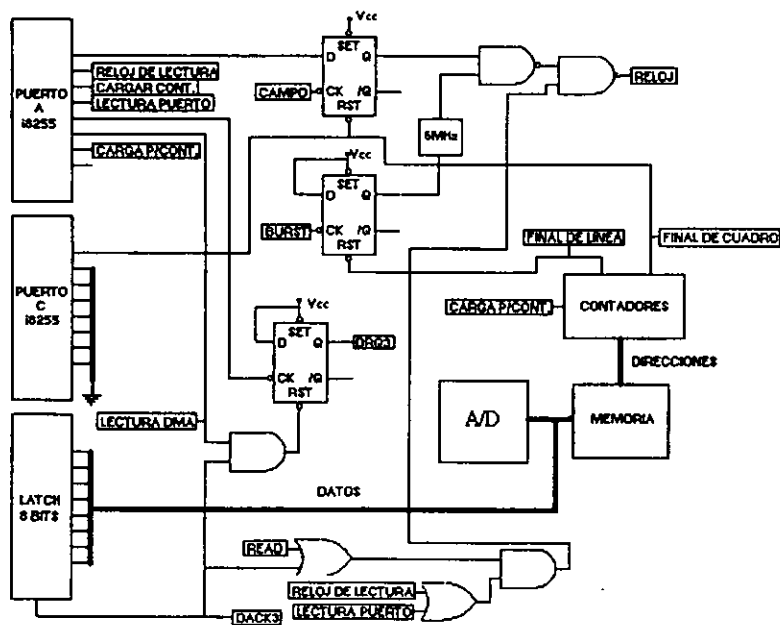 Vcc
SET
D Q
CK /Q
RST
CAMPO
RELOJ DE LECTURA
CARGAR CONT.
LECTURA PUERTO
CARGA P/CONT.
PUERTO
A
i8255
RELOJ
5MHz
Vcc
SET
D Q
CK /Q
RST
BURST
FINAL DE LINEA
FINAL DE CUADRO
PUERTO
C
i8255
CARGA P/CONT.
CONTADORES
DIRECCIONES
Vcc
SET
D Q
CK /Q
RST
DRQ3
LECTURA DMA
A/D
MEMORIA
LATCH
8 BITS
DATOS
READ
RELOJ DE LECTURA
LECTURA PUERTO
DACK3